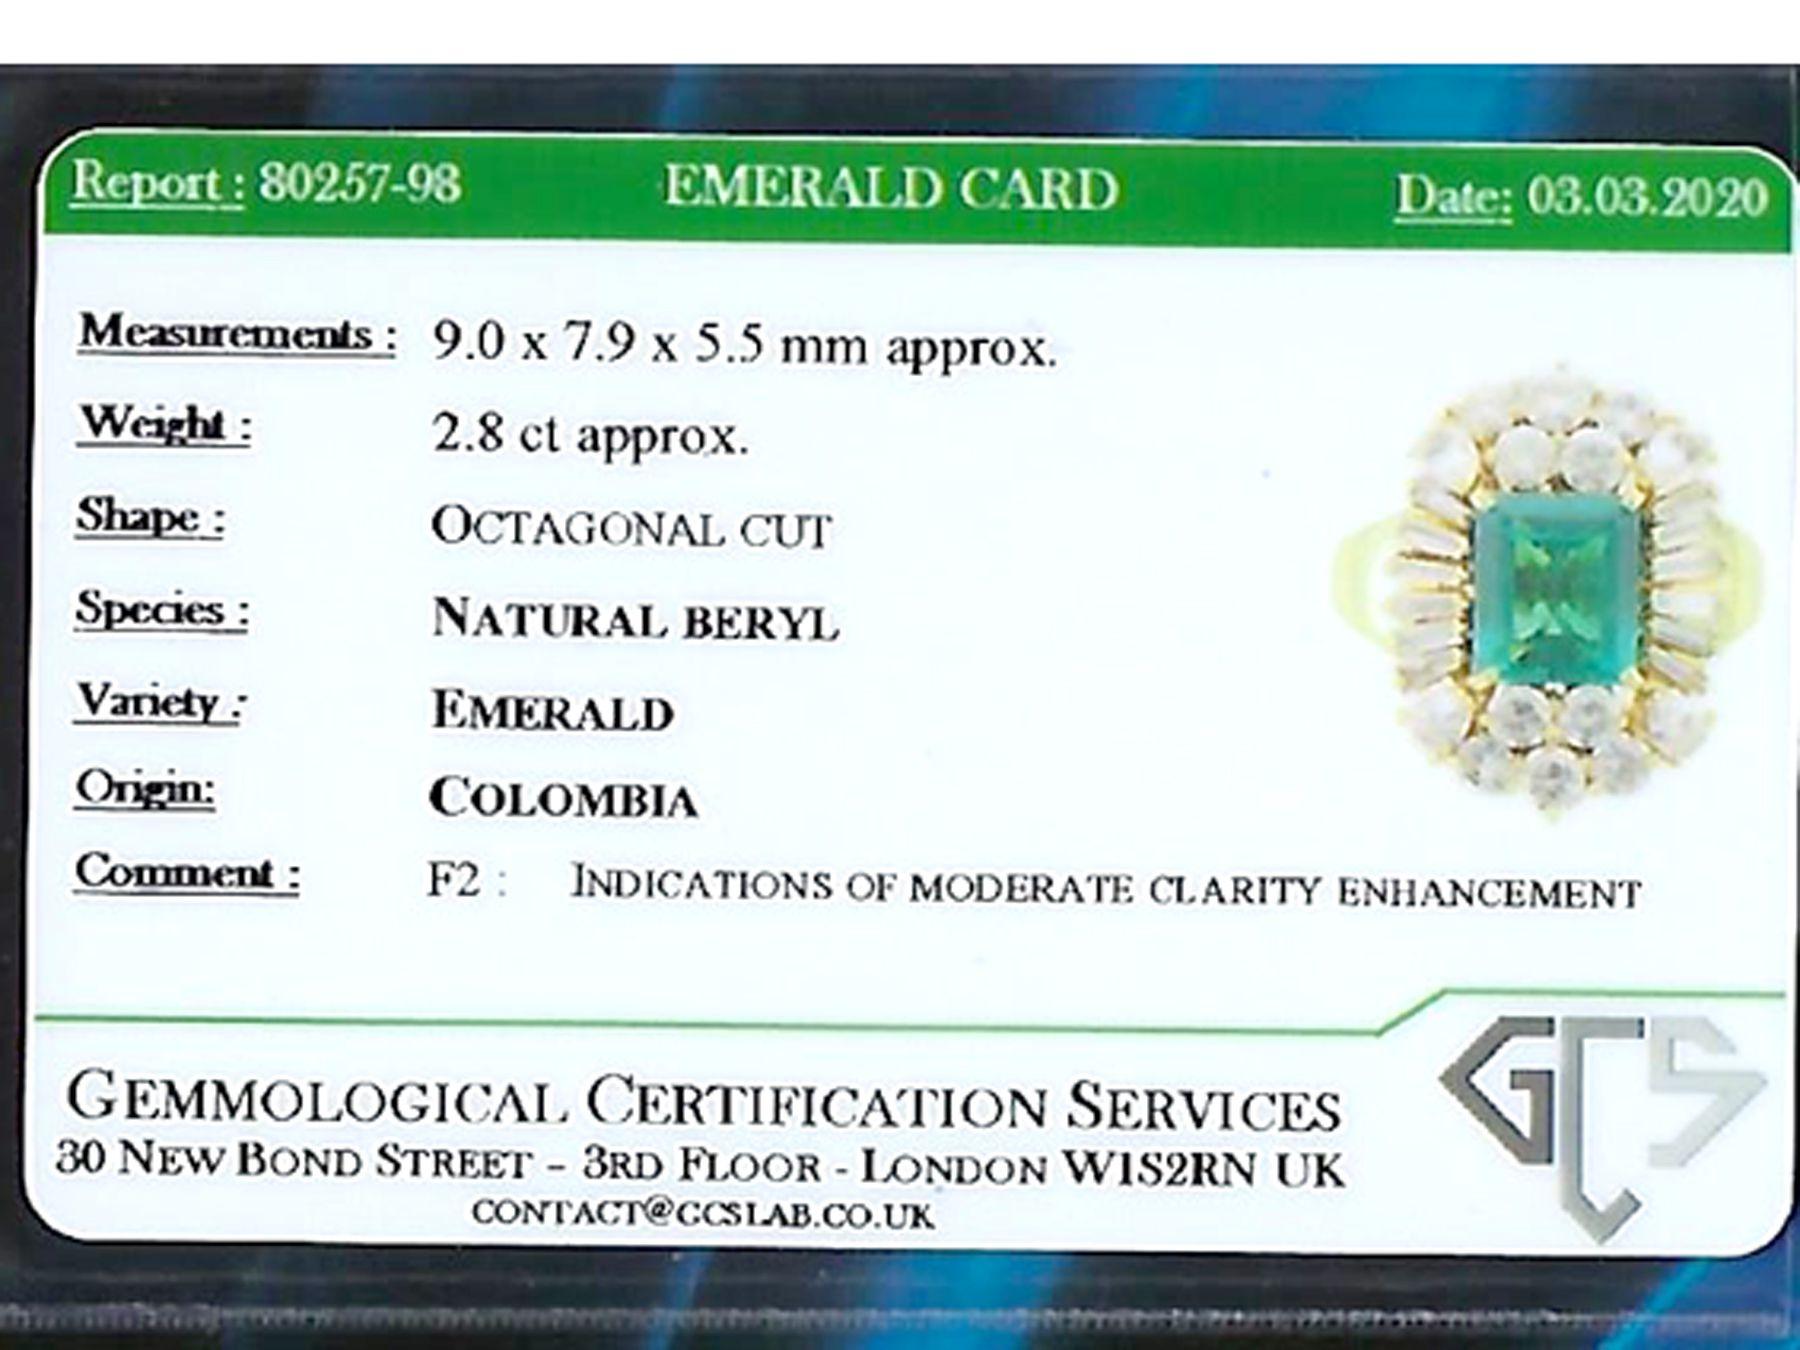 Report : 80257-98 EMERALD CARD Date: 03.03.2020
Measurements : 9.0 x 7.9 x 5.5 mm approx.
Weight : 2.8 ct approx.
Shape : OCTAGONAL CUT
Species : NATURAL BERYL
Variety : EMERALD
Origin: COLOMBIA
Comment : F2 : INDICATIONS OF MODERATE CLARITY ENHANCEMENT
GEMMOLOGICAL CERTIFICATION SERVICES
30 NEW BOND STREET - 3RD FLOOR - LONDON W1S2RN UK
CONTACT@GCSLAB.CO.UK
GCS